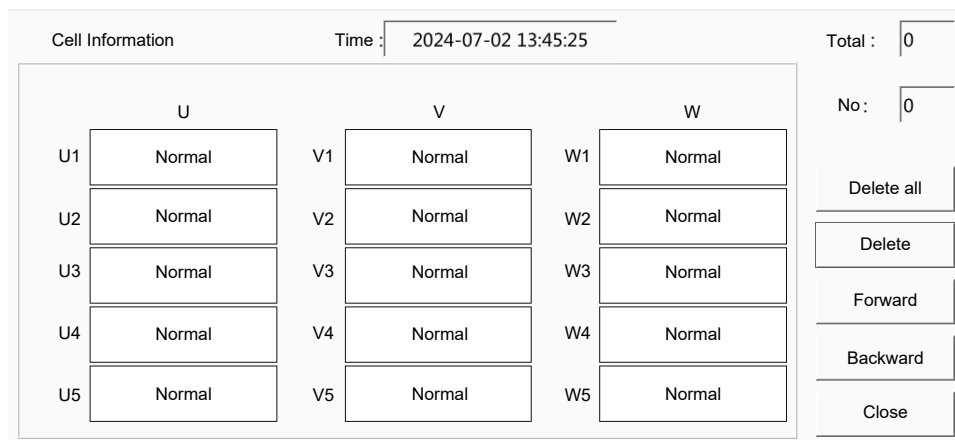 Cell Information Time : 2024-07-02 13:45:25 Total : 0
No : 0
U V W
U1 Normal V1 Normal W1 Normal
U2 Normal V2 Normal W2 Normal
U3 Normal V3 Normal W3 Normal
U4 Normal V4 Normal W4 Normal
U5 Normal V5 Normal W5 Normal
Delete all
Delete
Forward
Backward
Close